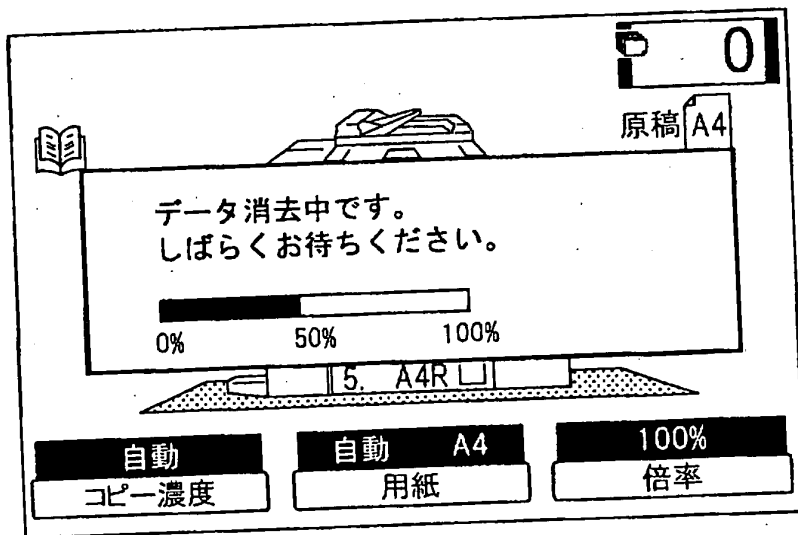 0
原稿 A4
データ消去中です。
しばらくお待ちください。
0% 50% 100%
5. A4R
自動 自動 A4 100%
コピー濃度 用紙 倍率